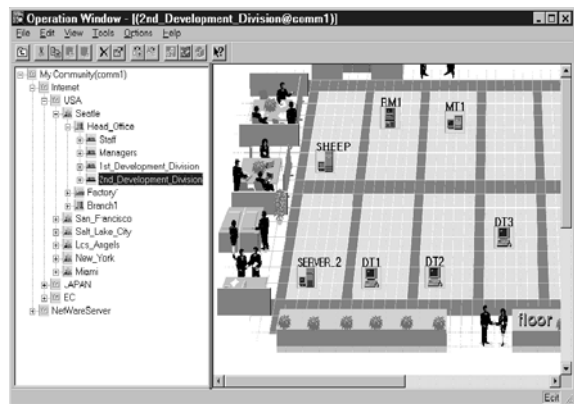 Operation Window - [(2nd_Development_Division@comm1)]
File Edit View Tools Options Help
My Community(comm1)
Internet
USA
Seatle
Head_Office
Staff
Managers
1st_Development_Division
2nd_Development_Division
Factory
Branch1
San_Francisco
Salt_Lake_City
Los_Angels
New_York
Miami
JAPAN
EC
NetWareServer
RM1
MT1
SHEEP
DT3
SERVER_2
DT1
DT2
floor
Edit